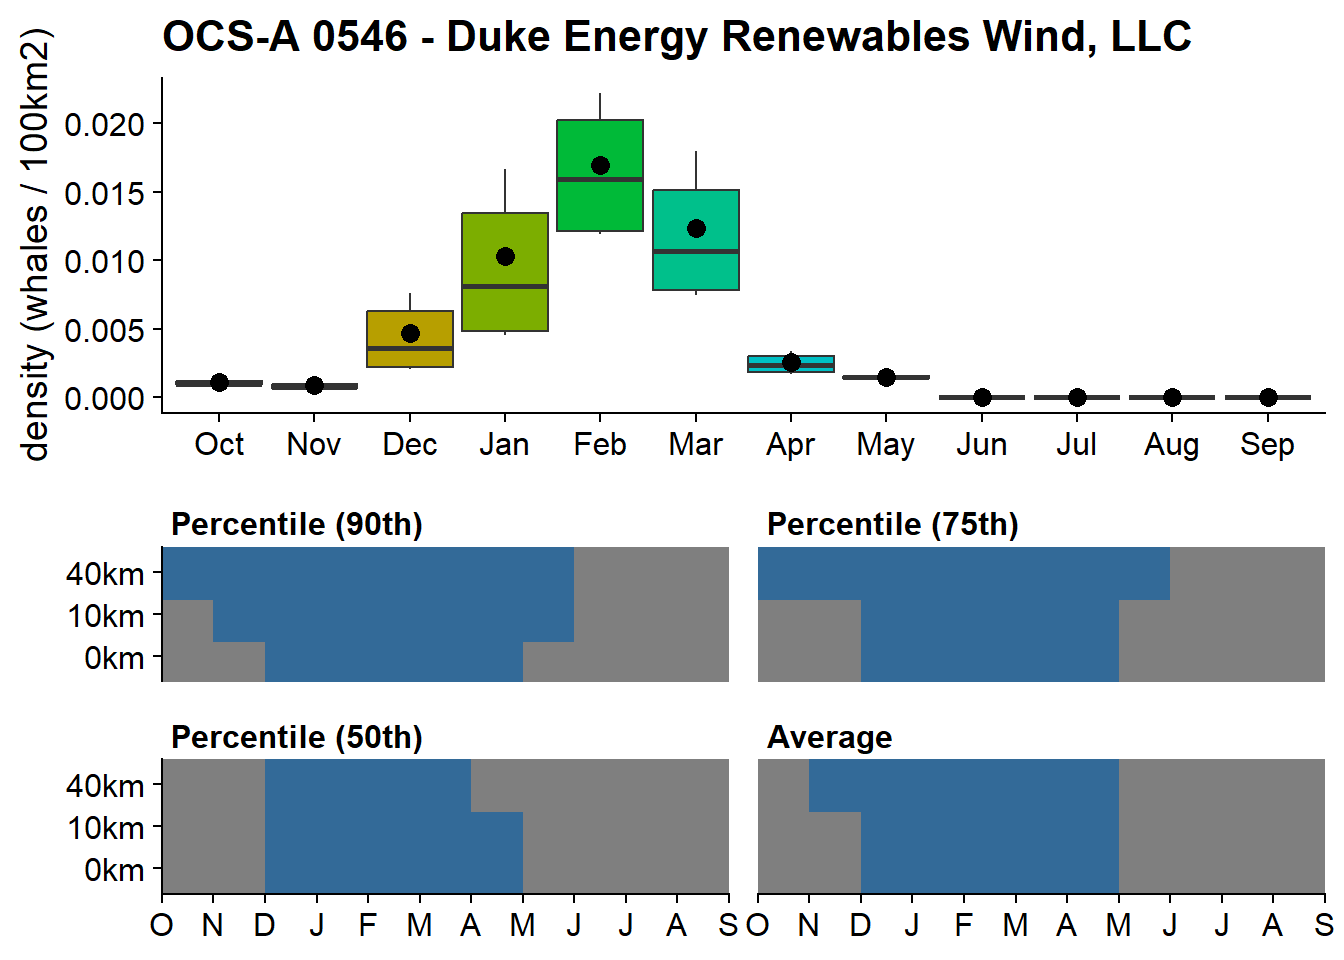 OCS-A 0546 - Duke Energy Renewables Wind, LLC
density (whales / 100km2)
0.020
0.015
0.010
0.005
0.000
Oct Nov Dec Jan Feb Mar Apr May Jun Jul Aug Sep
Percentile (90th) Percentile (75th)
40km
10km
0km
Percentile (50th) Average
40km
10km
0km
O N D J F M A M J J A S O N D J F M A M J J A S